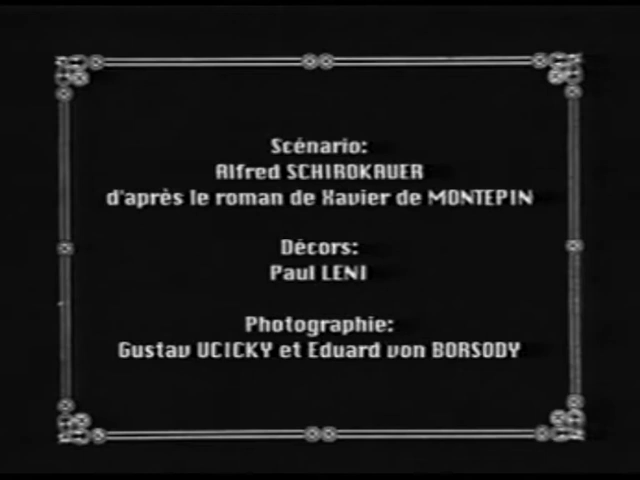 Scénario:
Alfred SCHIROKAUER
d'après le roman de Xavier de MONTEPIN
Décors:
Paul LENI
Photographie:
Gustav UCICKY et Eduard von BORSODY